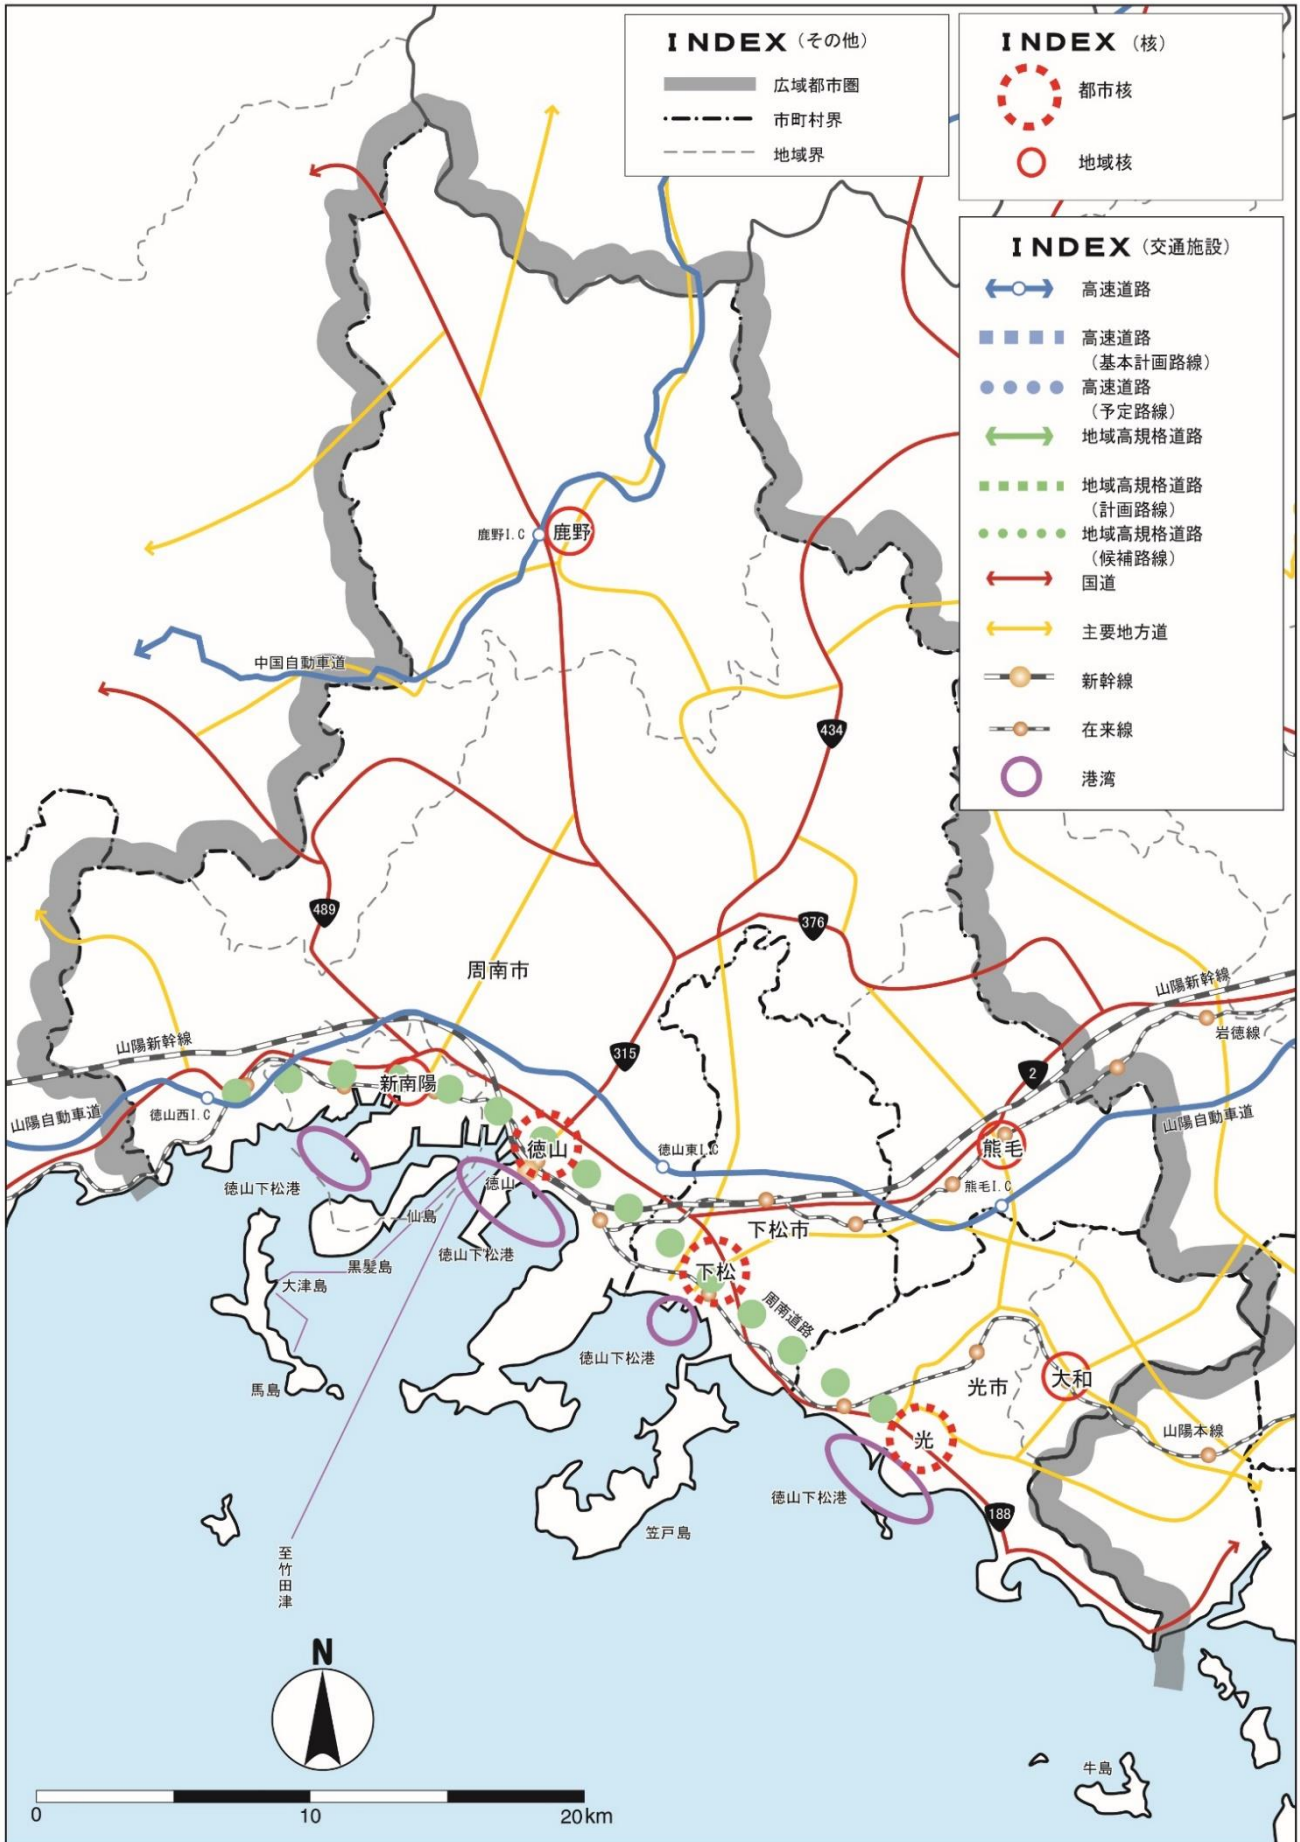 INDEX（その他）
広域都市圏
市町村界
地域界
INDEX（核）
都市核
地域核
INDEX（交通施設）
高速道路
高速道路
（基本計画路線）
高速道路
（予定路線）
地域高規格道路
地域高規格道路
（計画路線）
地域高規格道路
（候補路線）
国道
主要地方道
新幹線
在来線
港湾
鹿野I.C
鹿野
中国自動車道
434
489
376
周南市
山陽新幹線
岩徳線
山陽新幹線
315
2
新南陽
山陽自動車道
徳山西I.C
山陽自動車道
徳山
徳山東I.C
熊毛
熊毛I.C
徳山下松港
徳山
仙島
下松市
徳山下松港
黒髪島
大津島
下松
周南道路
徳山下松港
馬島
大和
光市
光
山陽本線
徳山下松港
188
笠戸島
至竹田津
N
牛島
0
10
20km